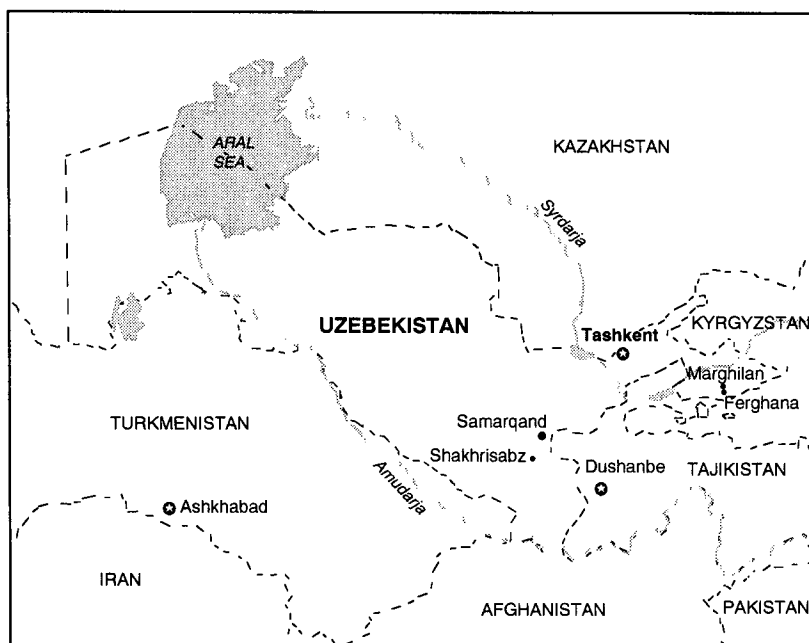 ARAL
SEA
KAZAKHSTAN
Syrdarja
UZEBEKISTAN
Tashkent
KYRGYZSTAN
Marghilan
Ferghana
TURKMENISTAN
Samarqand
Shakhrisabz
Dushanbe
TAJIKISTAN
Amudarja
Ashkhabad
IRAN
AFGHANISTAN
PAKISTAN